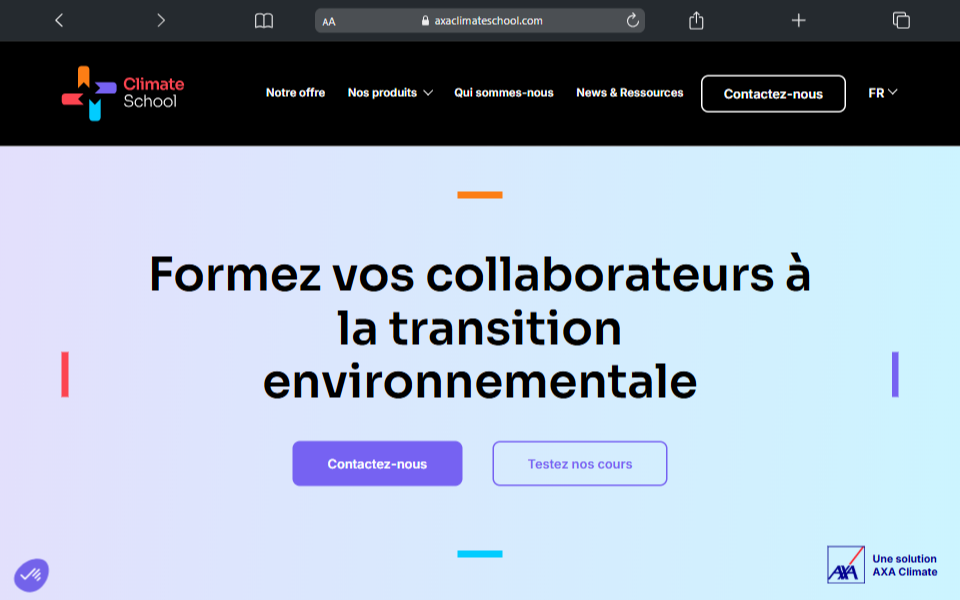 AA
axaclimateschool.com
Climate
School
Notre offre
Nos produits
Qui sommes-nous
News & Ressources
Contactez-nous
FR
Formez vos collaborateurs à
la transition
environnementale
Contactez-nous
Testez nos cours
AXA
Une solution
AXA Climate